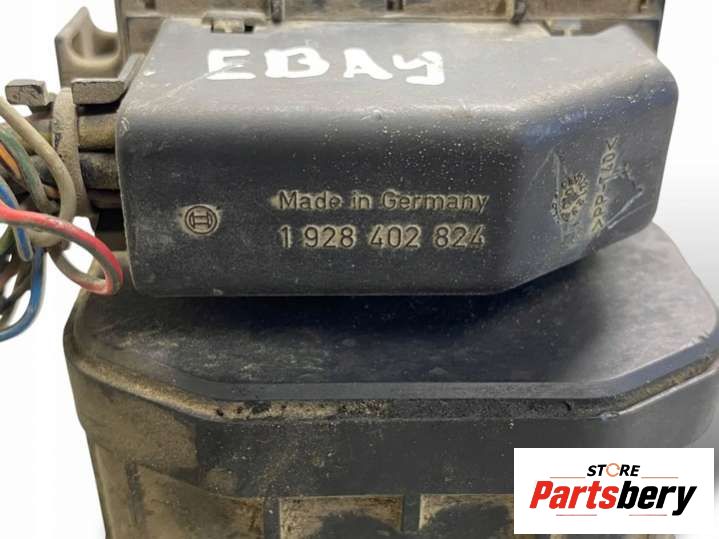 EBAY
Made in Germany
1 928 402 824
STORE
Partsbery